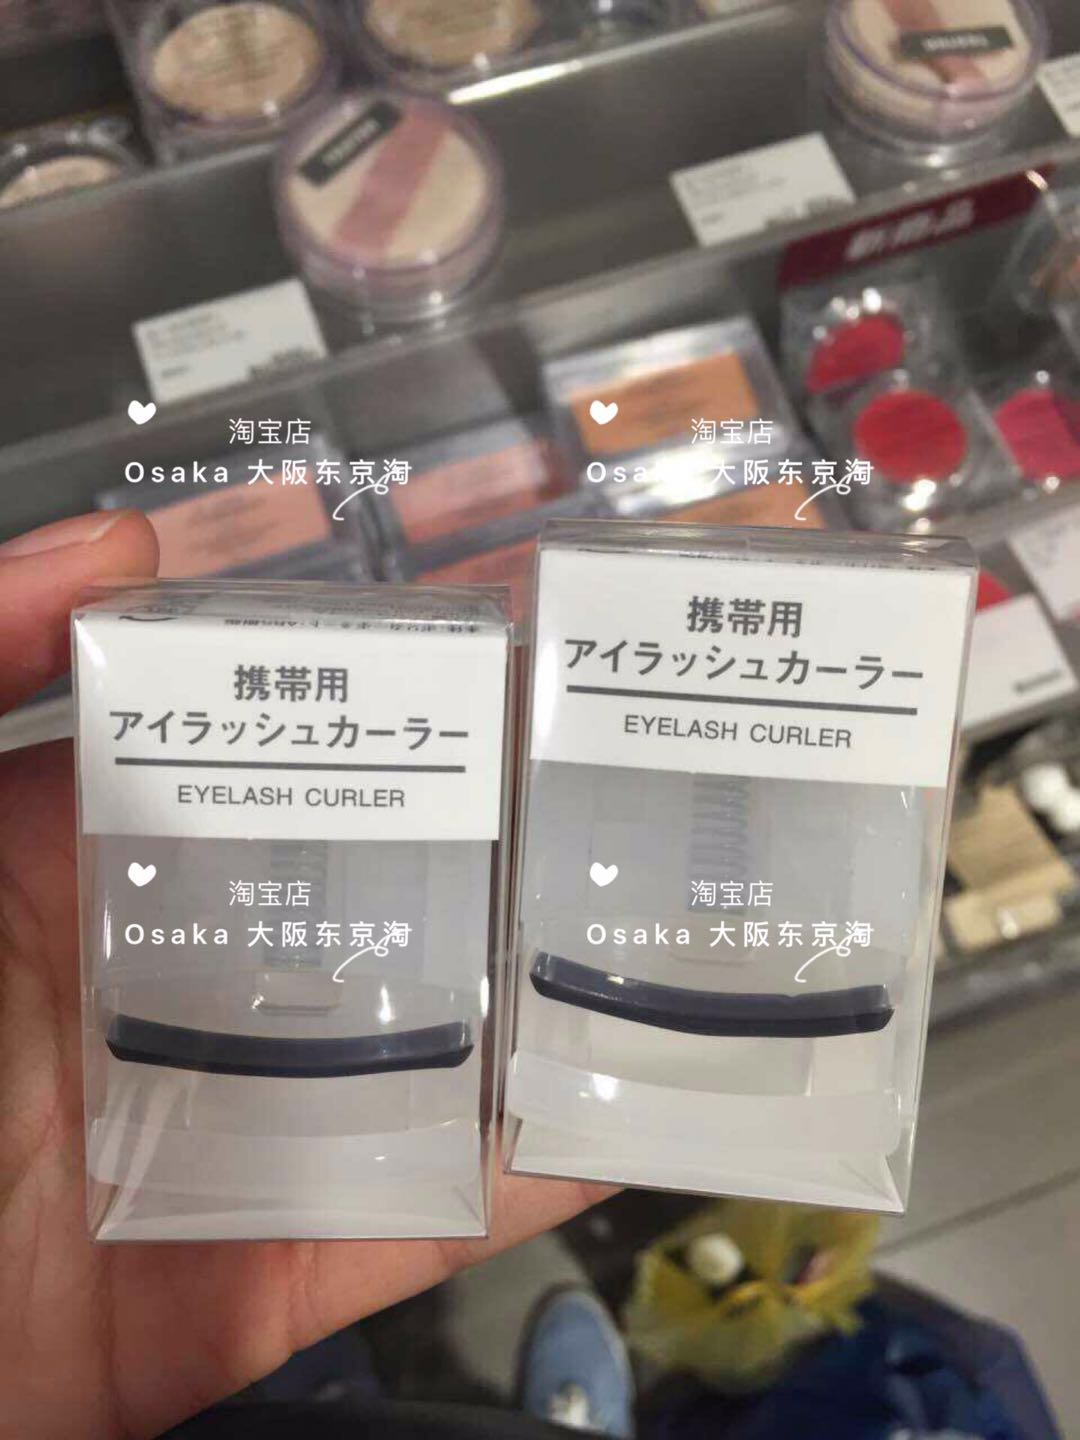 新商品
淘宝店
Osaka 大阪东京淘
淘宝店
Osaka 大阪东京淘
携帯用
アイラッシュカーラー
EYELASH CURLER
携帯用
アイラッシュカーラー
EYELASH CURLER
淘宝店
Osaka 大阪东京淘
淘宝店
Osaka 大阪东京淘